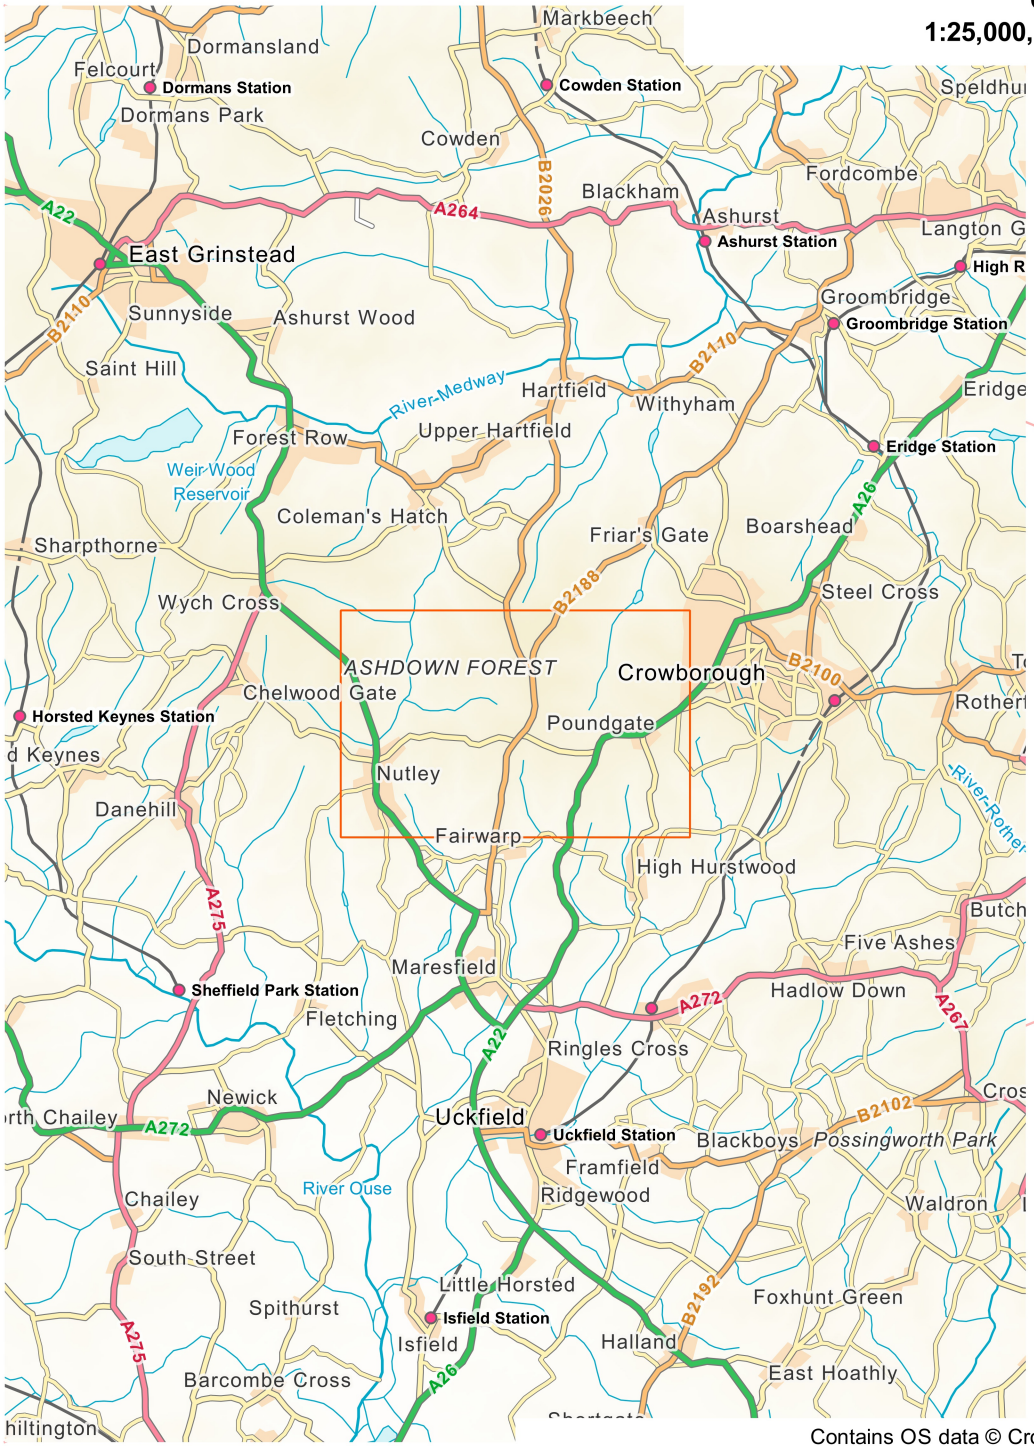 Markbeech
1:25,000,
Dormansland
Felcourt
Dormans Station
Cowden Station
Speldhur
Dormans Park
Cowden
B2026
Fordcombe
Blackham
A22
A264
Ashurst
Langton G
Ashurst Station
East Grinstead
High R
B2110
Groombridge
Sunnyside
Ashurst Wood
Groombridge Station
B2110
Saint Hill
River Medway
Hartfield
Eridge
Withyham
Forest Row
Upper Hartfield
Eridge Station
Weir Wood
Reservoir
A26
Coleman's Hatch
Boarshead
Friar's Gate
Sharpthorne
B2188
Steel Cross
Wych Cross
ASHDOWN FOREST
Crowborough
B2100
Chelwood Gate
Rotherf
Horsted Keynes Station
Poundgate
d Keynes
Nutley
River Rother
Danehill
Fairwarp
High Hurstwood
A275
Butch
Five Ashes
Maresfield
Sheffield Park Station
Hadlow Down
A272
A267
Fletching
A22
Ringles Cross
Newick
Cros
B2102
orth Chailey
A272
Uckfield
Uckfield Station
Blackboys
Possingworth Park
Framfield
River Ouse
Ridgewood
Chailey
Waldron
South Street
Little Horsted
B2192
Foxhunt Green
Spithurst
Isfield Station
A275
Isfield
Halland
East Hoathly
Barcombe Cross
A26
hiltington
Contains OS data © Cro